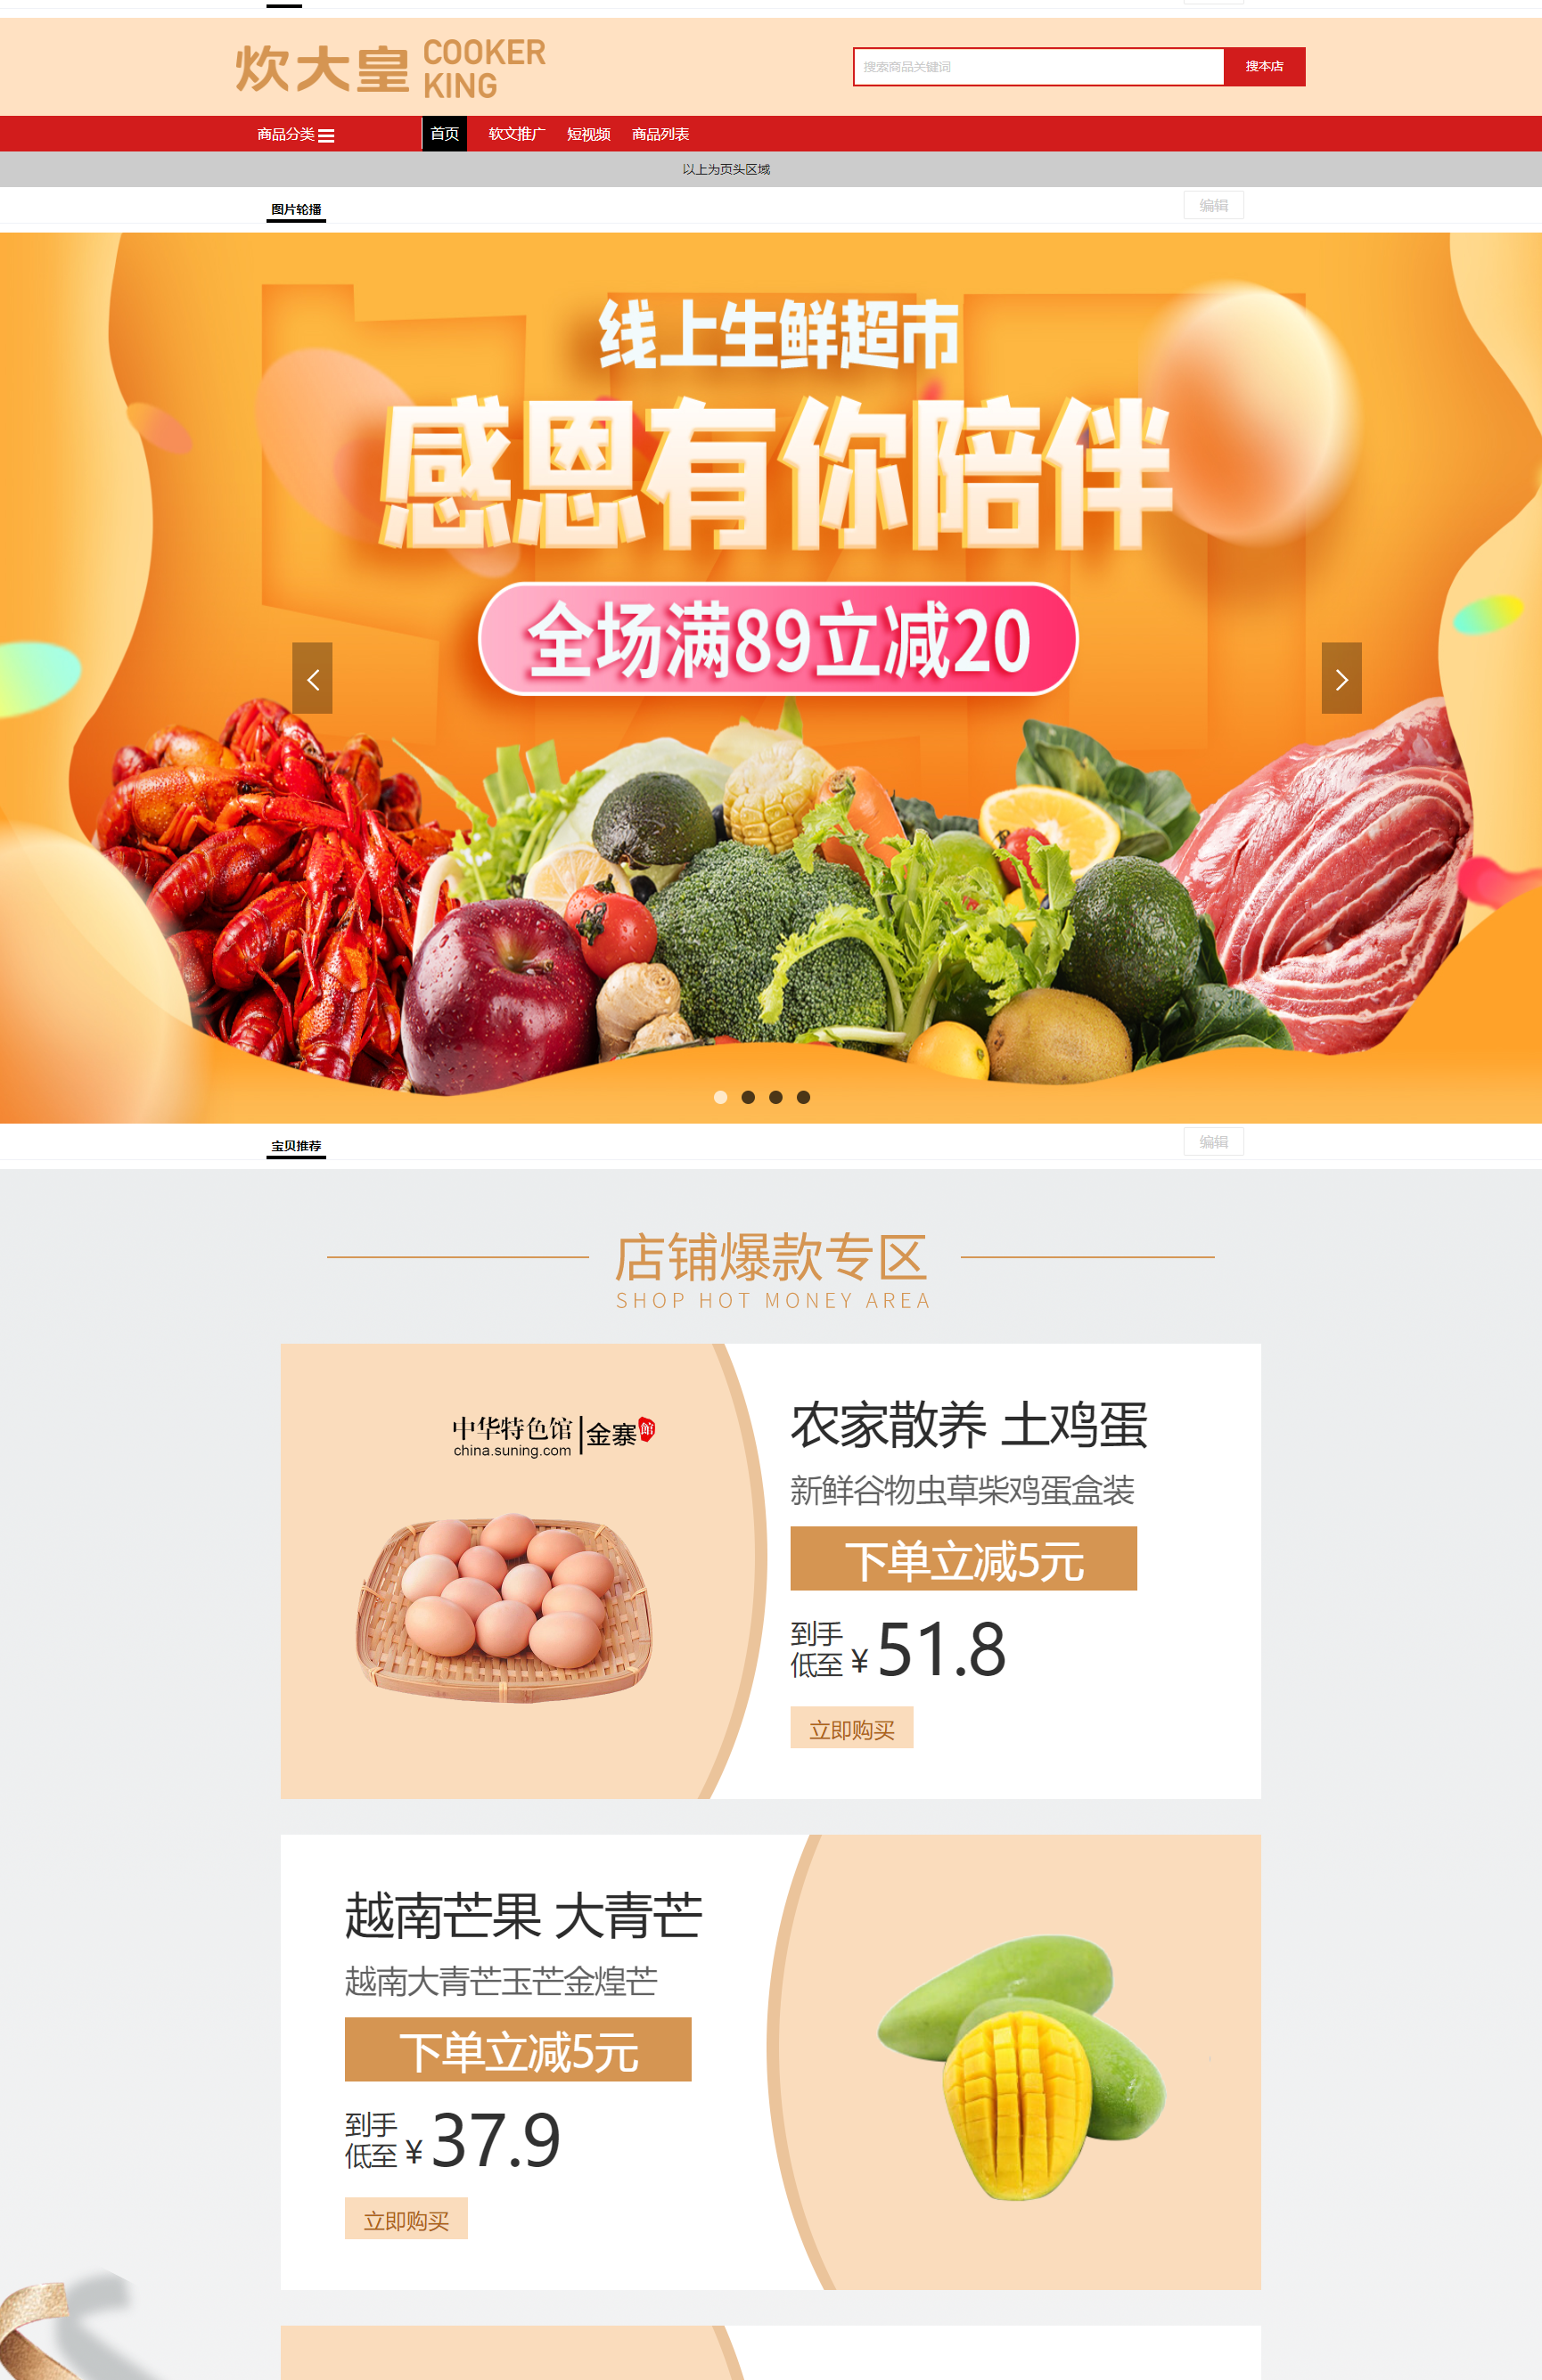 炊大皇 COOKER
KING
搜索商品关键词
搜本店
商品分类
首页
软文推广
短视频
商品列表
以上为页头区域
图片轮播
编辑
线上生鲜超市
感恩有你陪伴
全场满89立减20
宝贝推荐
编辑
店铺爆款专区
SHOP HOT MONEY AREA
中华特色馆
china.suning.com
金寨
館
农家散养 土鸡蛋
新鲜谷物虫草柴鸡蛋盒装
下单立减5元
到手
低至 ¥ 51.8
立即购买
越南芒果 大青芒
越南大青芒玉芒金煌芒
下单立减5元
到手
低至 ¥ 37.9
立即购买